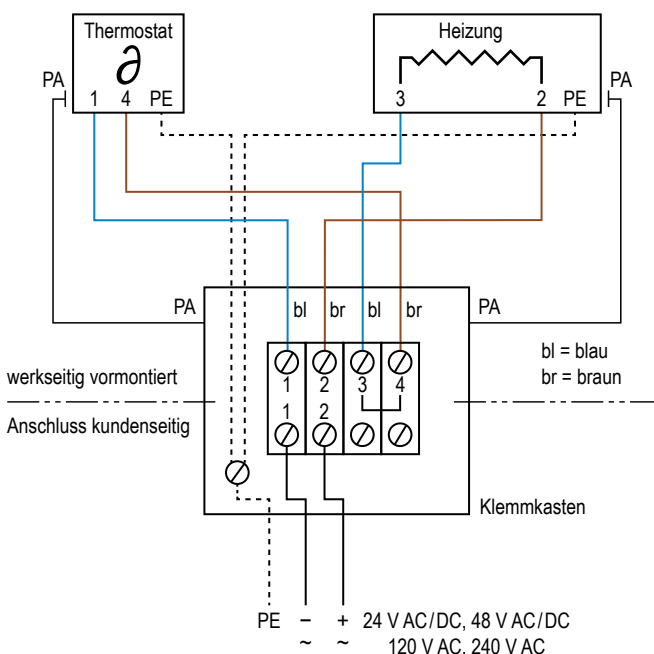 Thermostat
Heizung
∂
PA
PA
1 4 PE
3 2 PE
PA
PA
bl br bl br
bl = blau
br = braun
1 2 3 4
werkseitig vormontiert
1 2
Anschluss kundenseitig
Klemmkasten
PE − + 24 V AC/DC, 48 V AC/DC
~ ~ 120 V AC, 240 V AC